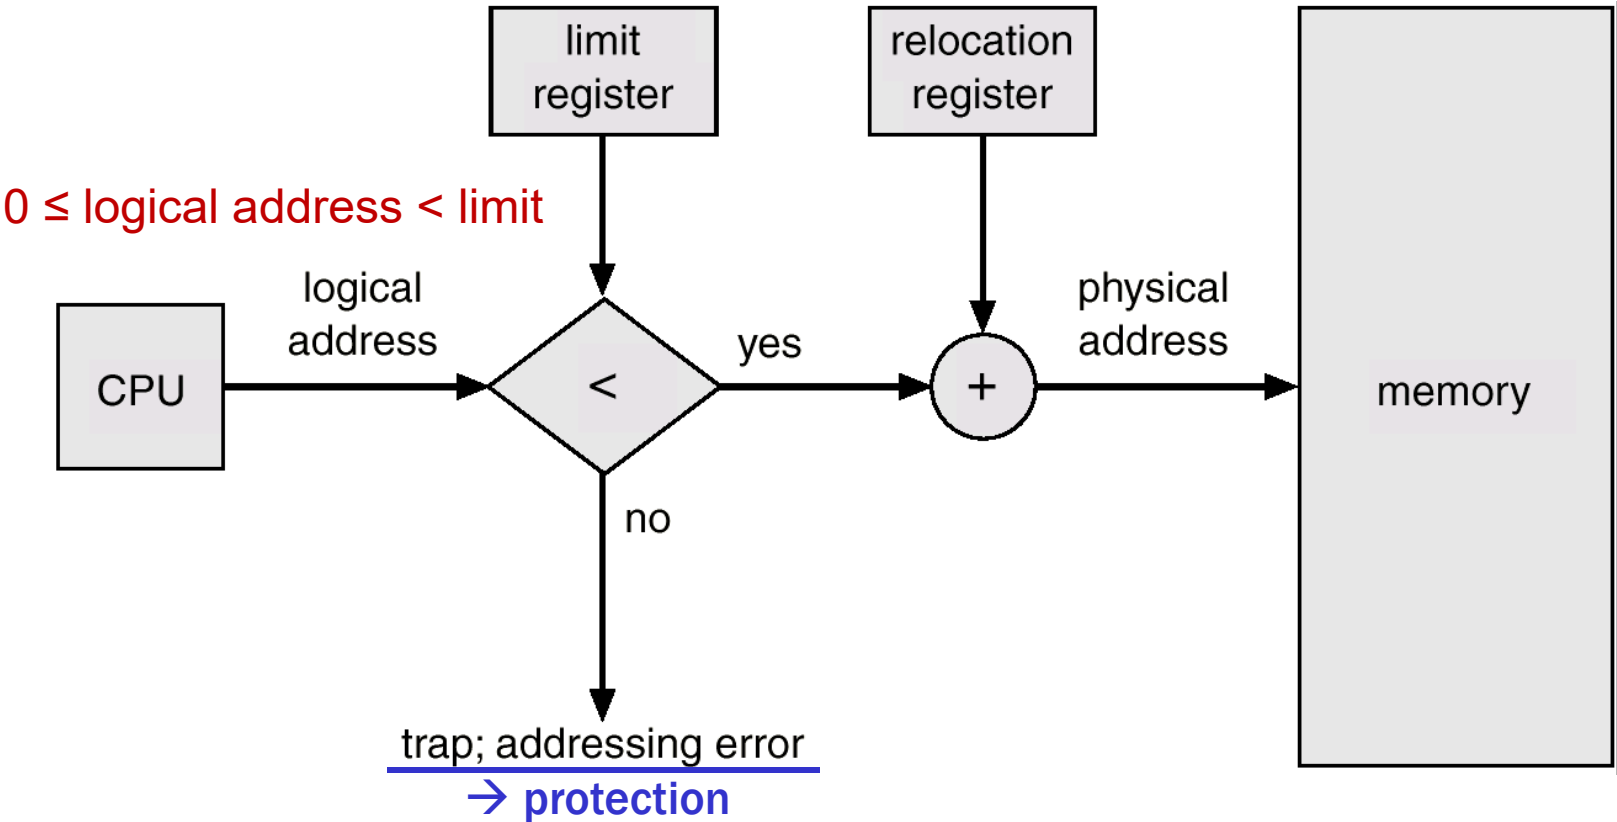 limit
register
relocation
register
0 ≤ logical address < limit
logical
address
physical
address
yes
CPU
<
+
memory
no
trap; addressing error
→ protection